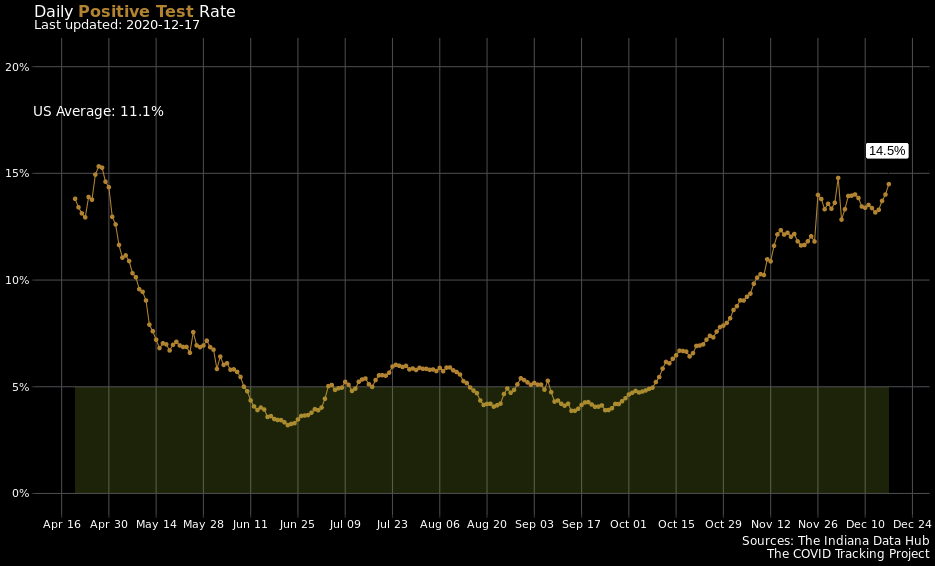 Daily Positive Test Rate
Last updated: 2020-12-17
20%
US Average: 11.1%
14.5%
15%
10%
5%
0%
Apr 16 Apr 30 May 14 May 28 Jun 11 Jun 25 Jul 09 Jul 23 Aug 06 Aug 20 Sep 03 Sep 17 Oct 01 Oct 15 Oct 29 Nov 12 Nov 26 Dec 10 Dec 24
Sources: The Indiana Data Hub
The COVID Tracking Project